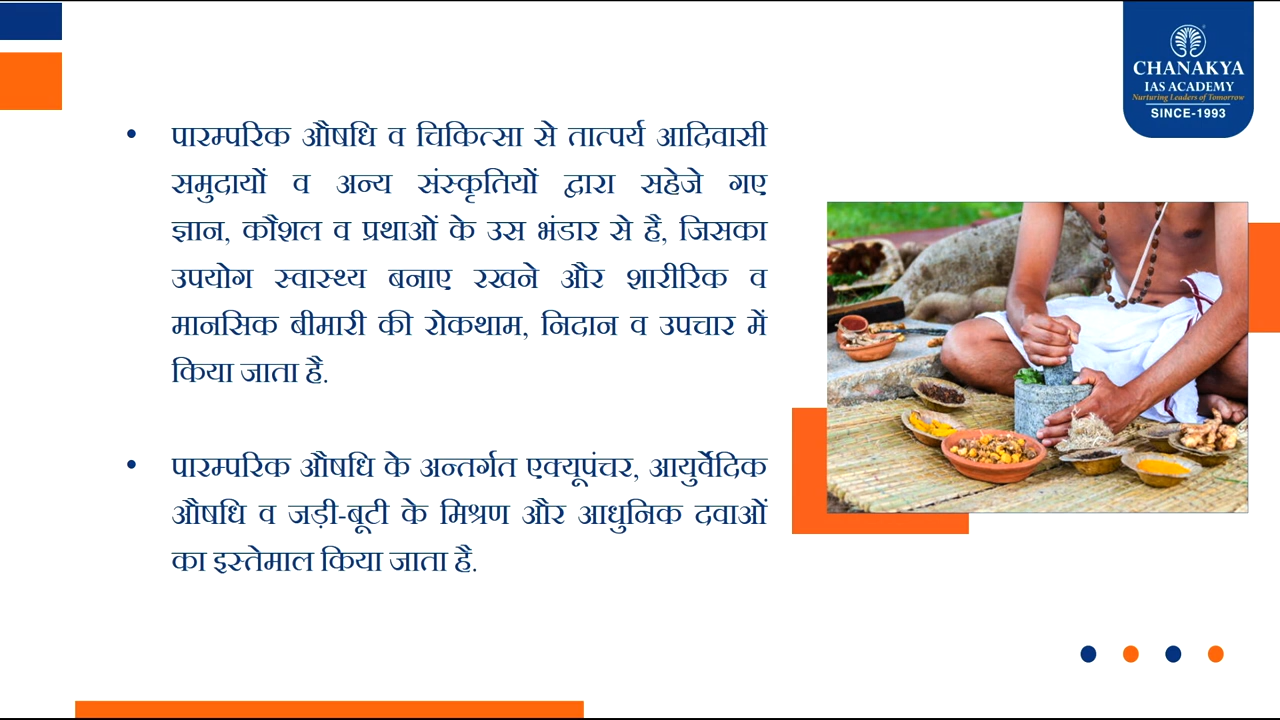 CHANAKYA
IAS ACADEMY
Nurturing Leaders of Tomorrow
SINCE-1993
• पारम्परिक औषधि व चिकित्सा से तात्पर्य आदिवासी
समुदायों व अन्य संस्कृतियों द्वारा सहेजे गए
ज्ञान, कौशल व प्रथाओं के उस भंडार से है, जिसका
उपयोग स्वास्थ्य बनाए रखने और शारीरिक व
मानसिक बीमारी की रोकथाम, निदान व उपचार में
किया जाता है.
• पारम्परिक औषधि के अन्तर्गत एक्यूपंचर, आयुर्वेदिक
औषधि व जड़ी-बूटी के मिश्रण और आधुनिक दवाओं
का इस्तेमाल किया जाता है.